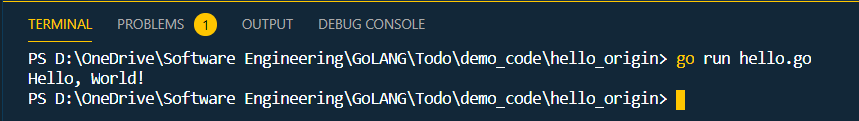 TERMINAL PROBLEMS 1 OUTPUT DEBUG CONSOLE
PS D:\OneDrive\Software Engineering\GoLANG\Todo\demo_code\hello_origin> go run hello.go
Hello, World!
PS D:\OneDrive\Software Engineering\GoLANG\Todo\demo_code\hello_origin>